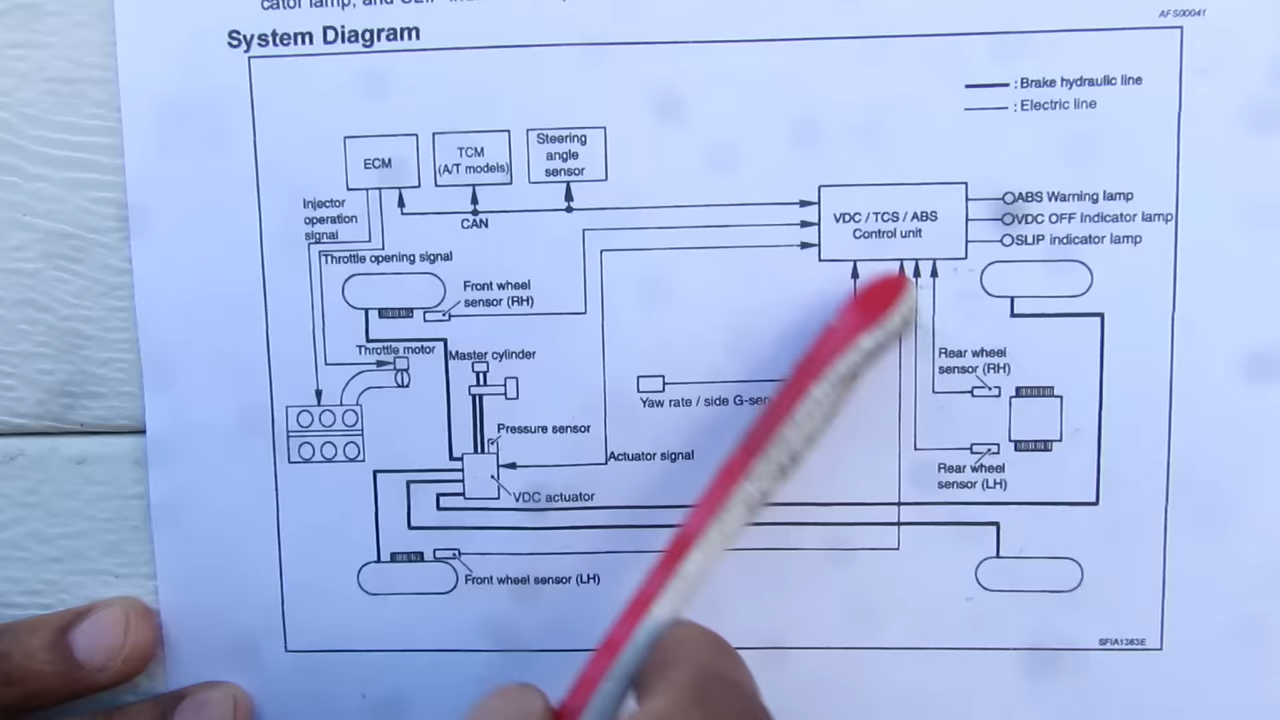 AFS00041
System Diagram
: Brake hydraulic line
: Electric line
ECM
TCM
(A/T models)
Steering
angle
sensor
CAN
VDC / TCS / ABS
Control unit
ABS Warning lamp
VDC OFF indicator lamp
SLIP indicator lamp
Injector
operation
signal
Throttle opening signal
Front wheel
sensor (RH)
Throttle motor
Master cylinder
Yaw rate / side
Rear wheel
sensor (RH)
Pressure sensor
Actuator signal
VDC actuator
Rear wheel
sensor (LH)
Front wheel sensor (LH)
SFIA1363E